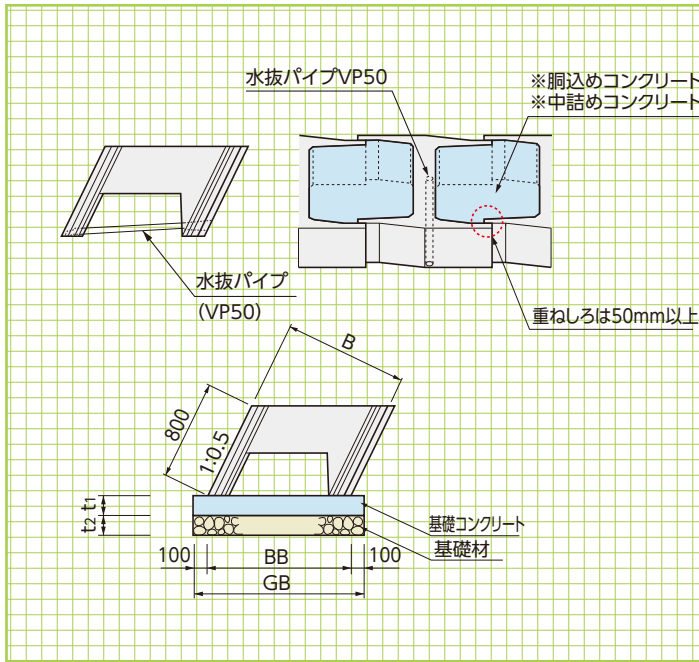 水抜パイプVP50
※胴込めコンクリート
※中詰めコンクリート
水抜パイプ
(VP50)
重ねしろは50mm以上
B
800
1:0.5
t1
t2
基礎コンクリート
基礎材
100
BB
100
GB